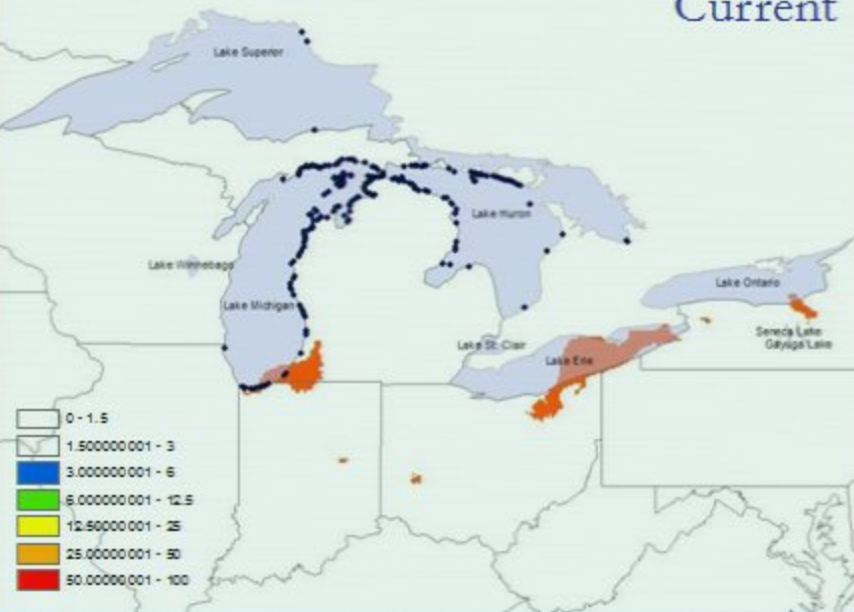 Current
Lake Superior
Lake Huron
Lake Winnebago
Lake Ontario
Lake Michigan
Seneca Lake
Cayuga Lake
Lake St. Clair
Lake Erie
0 - 1.5
1.500000001 - 3
3.000000001 - 6
6.000000001 - 12.5
12.50000001 - 25
25.00000001 - 50
50.00000001 - 100